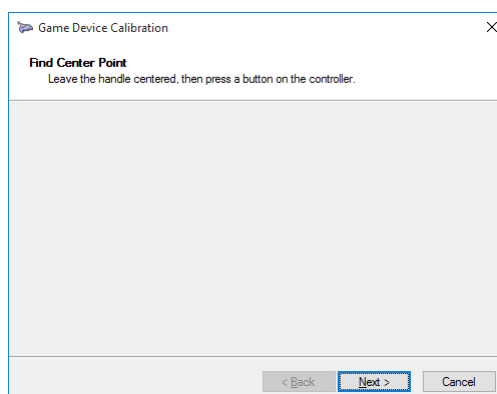 Game Device Calibration
Find Center Point
Leave the handle centered, then press a button on the controller.
< Back
Next >
Cancel